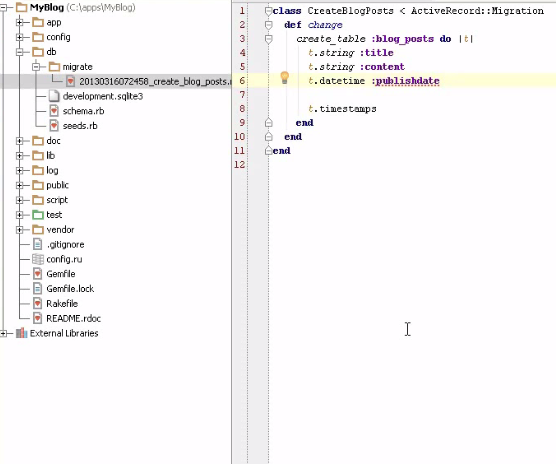 MyBlog (C:\apps\MyBlog)
app
config
db
migrate
20130316072458_create_blog_posts.
development.sqlite3
schema.rb
seeds.rb
doc
lib
log
public
script
test
vendor
.gitignore
config.ru
Gemfile
Gemfile.lock
Rakefile
README.rdoc
External Libraries
1 class CreateBlogPosts < ActiveRecord::Migration
2 def change
3 create_table :blog_posts do |t|
4 t.string :title
5 t.string :content
6 t.datetime :publishdate
7
8 t.timestamps
9 end
10 end
11 end
12